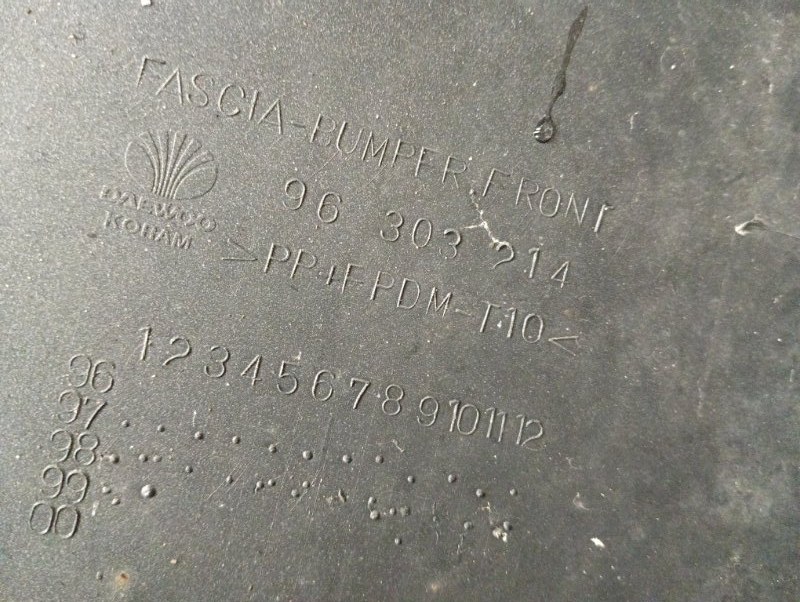 FASCIA-BUMPER, FRONT
96 303 214
DAEWOO
KOBAM
>PP+EPDM-T10<
1 2 3 4 5 6 7 8 9 10 11 12
96
97
98
99
00